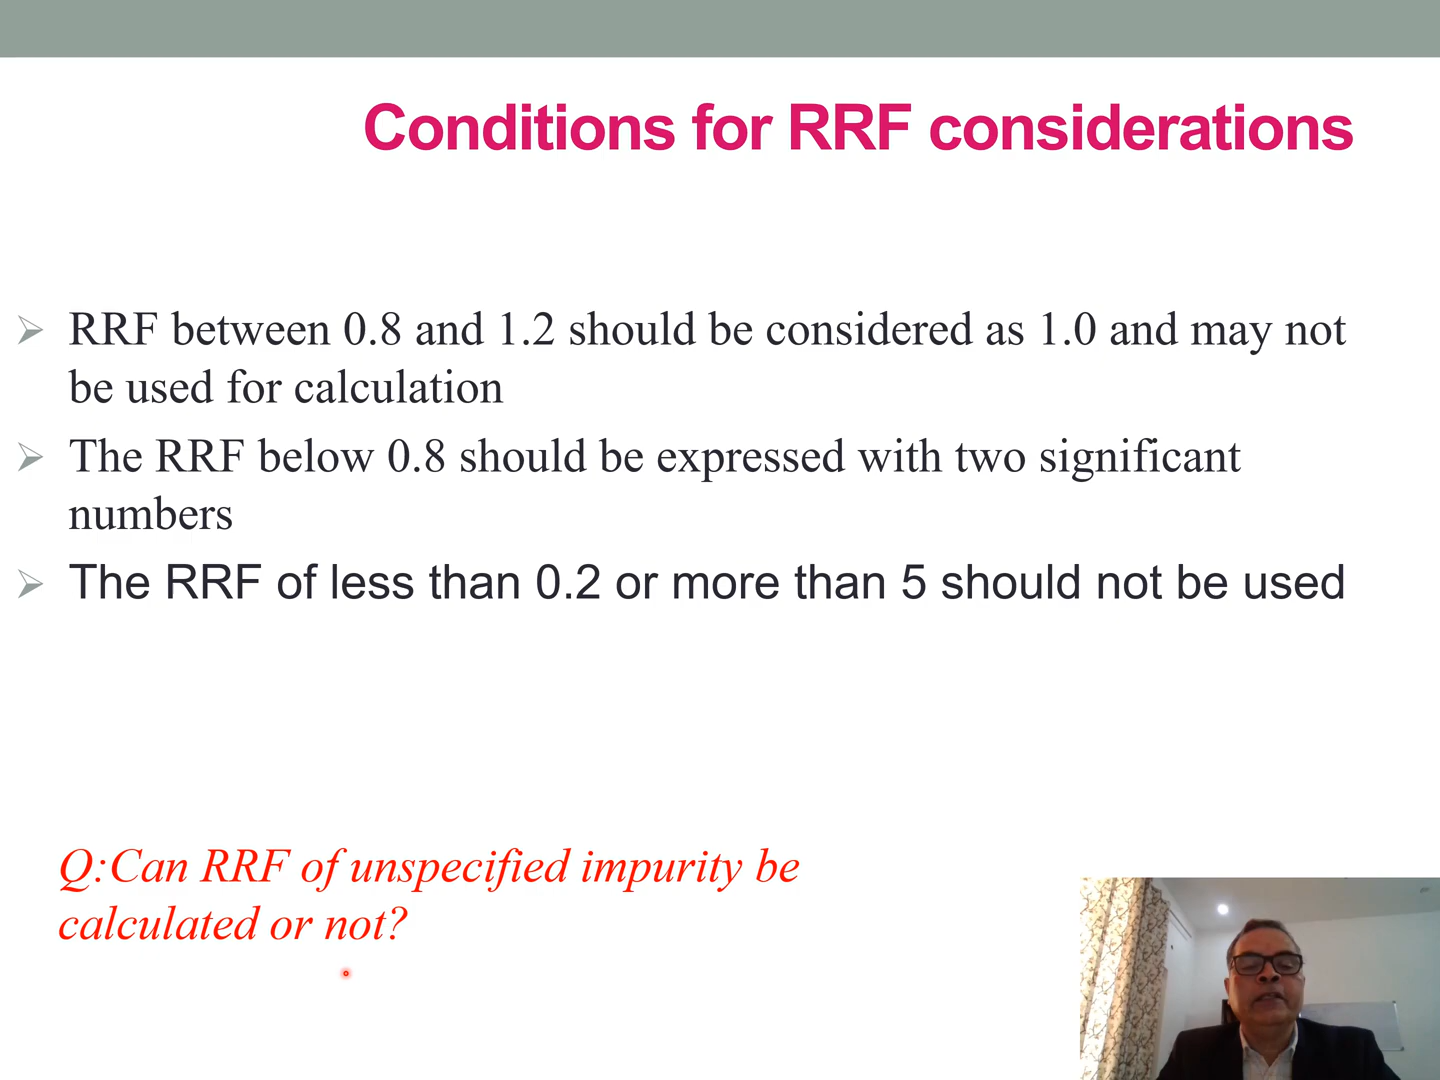 Conditions for RRF considerations
RRF between 0.8 and 1.2 should be considered as 1.0 and may not
be used for calculation
The RRF below 0.8 should be expressed with two significant
numbers
The RRF of less than 0.2 or more than 5 should not be used
Q:Can RRF of unspecified impurity be
calculated or not?